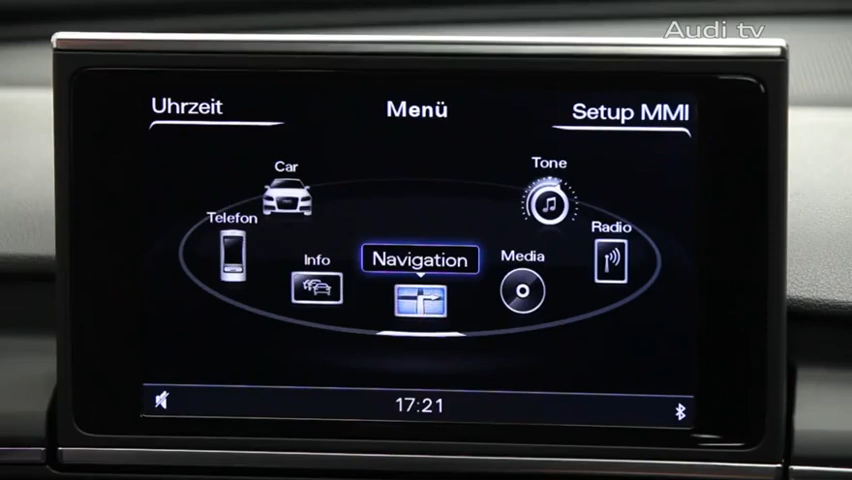 Audi tv
Uhrzeit
Menü
Setup MMI
Car
Tone
Telefon
Radio
Info
Navigation
Media
17:21